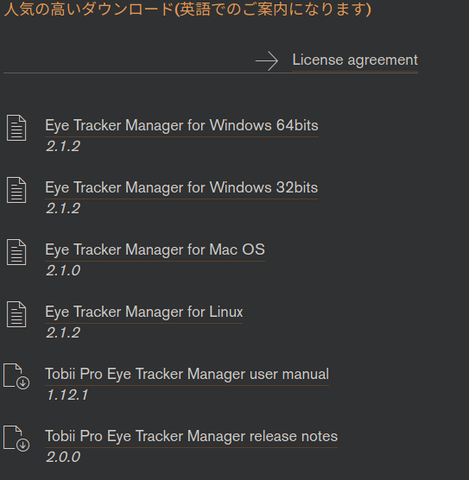 人気の高いダウンロード(英語でのご案内になります)
License agreement
Eye Tracker Manager for Windows 64bits
2.1.2
Eye Tracker Manager for Windows 32bits
2.1.2
Eye Tracker Manager for Mac OS
2.1.0
Eye Tracker Manager for Linux
2.1.2
Tobii Pro Eye Tracker Manager user manual
1.12.1
Tobii Pro Eye Tracker Manager release notes
2.0.0